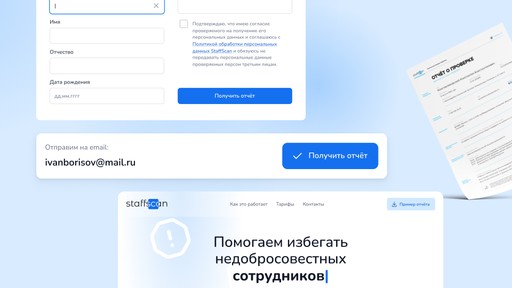 Имя
Отчество
Дата рождения
ДД.ММ.ГГГГ
Подтверждаю, что имею согласие
проверяемого на получение его
персональных данных и соглашаюсь с
Политикой обработки персональных
данных StaffScan и обязуюсь не
передавать персональные данные
проверяемых персон третьим лицам
Получить отчёт
ОТЧЁТ О ПРОВЕРКЕ
Отправим на email:
ivanborisov@mail.ru
Получить отчёт
staffscan
Как это работает
Тарифы
Контакты
Пример отчёта
Помогаем избегать
недобросовестных
сотрудников